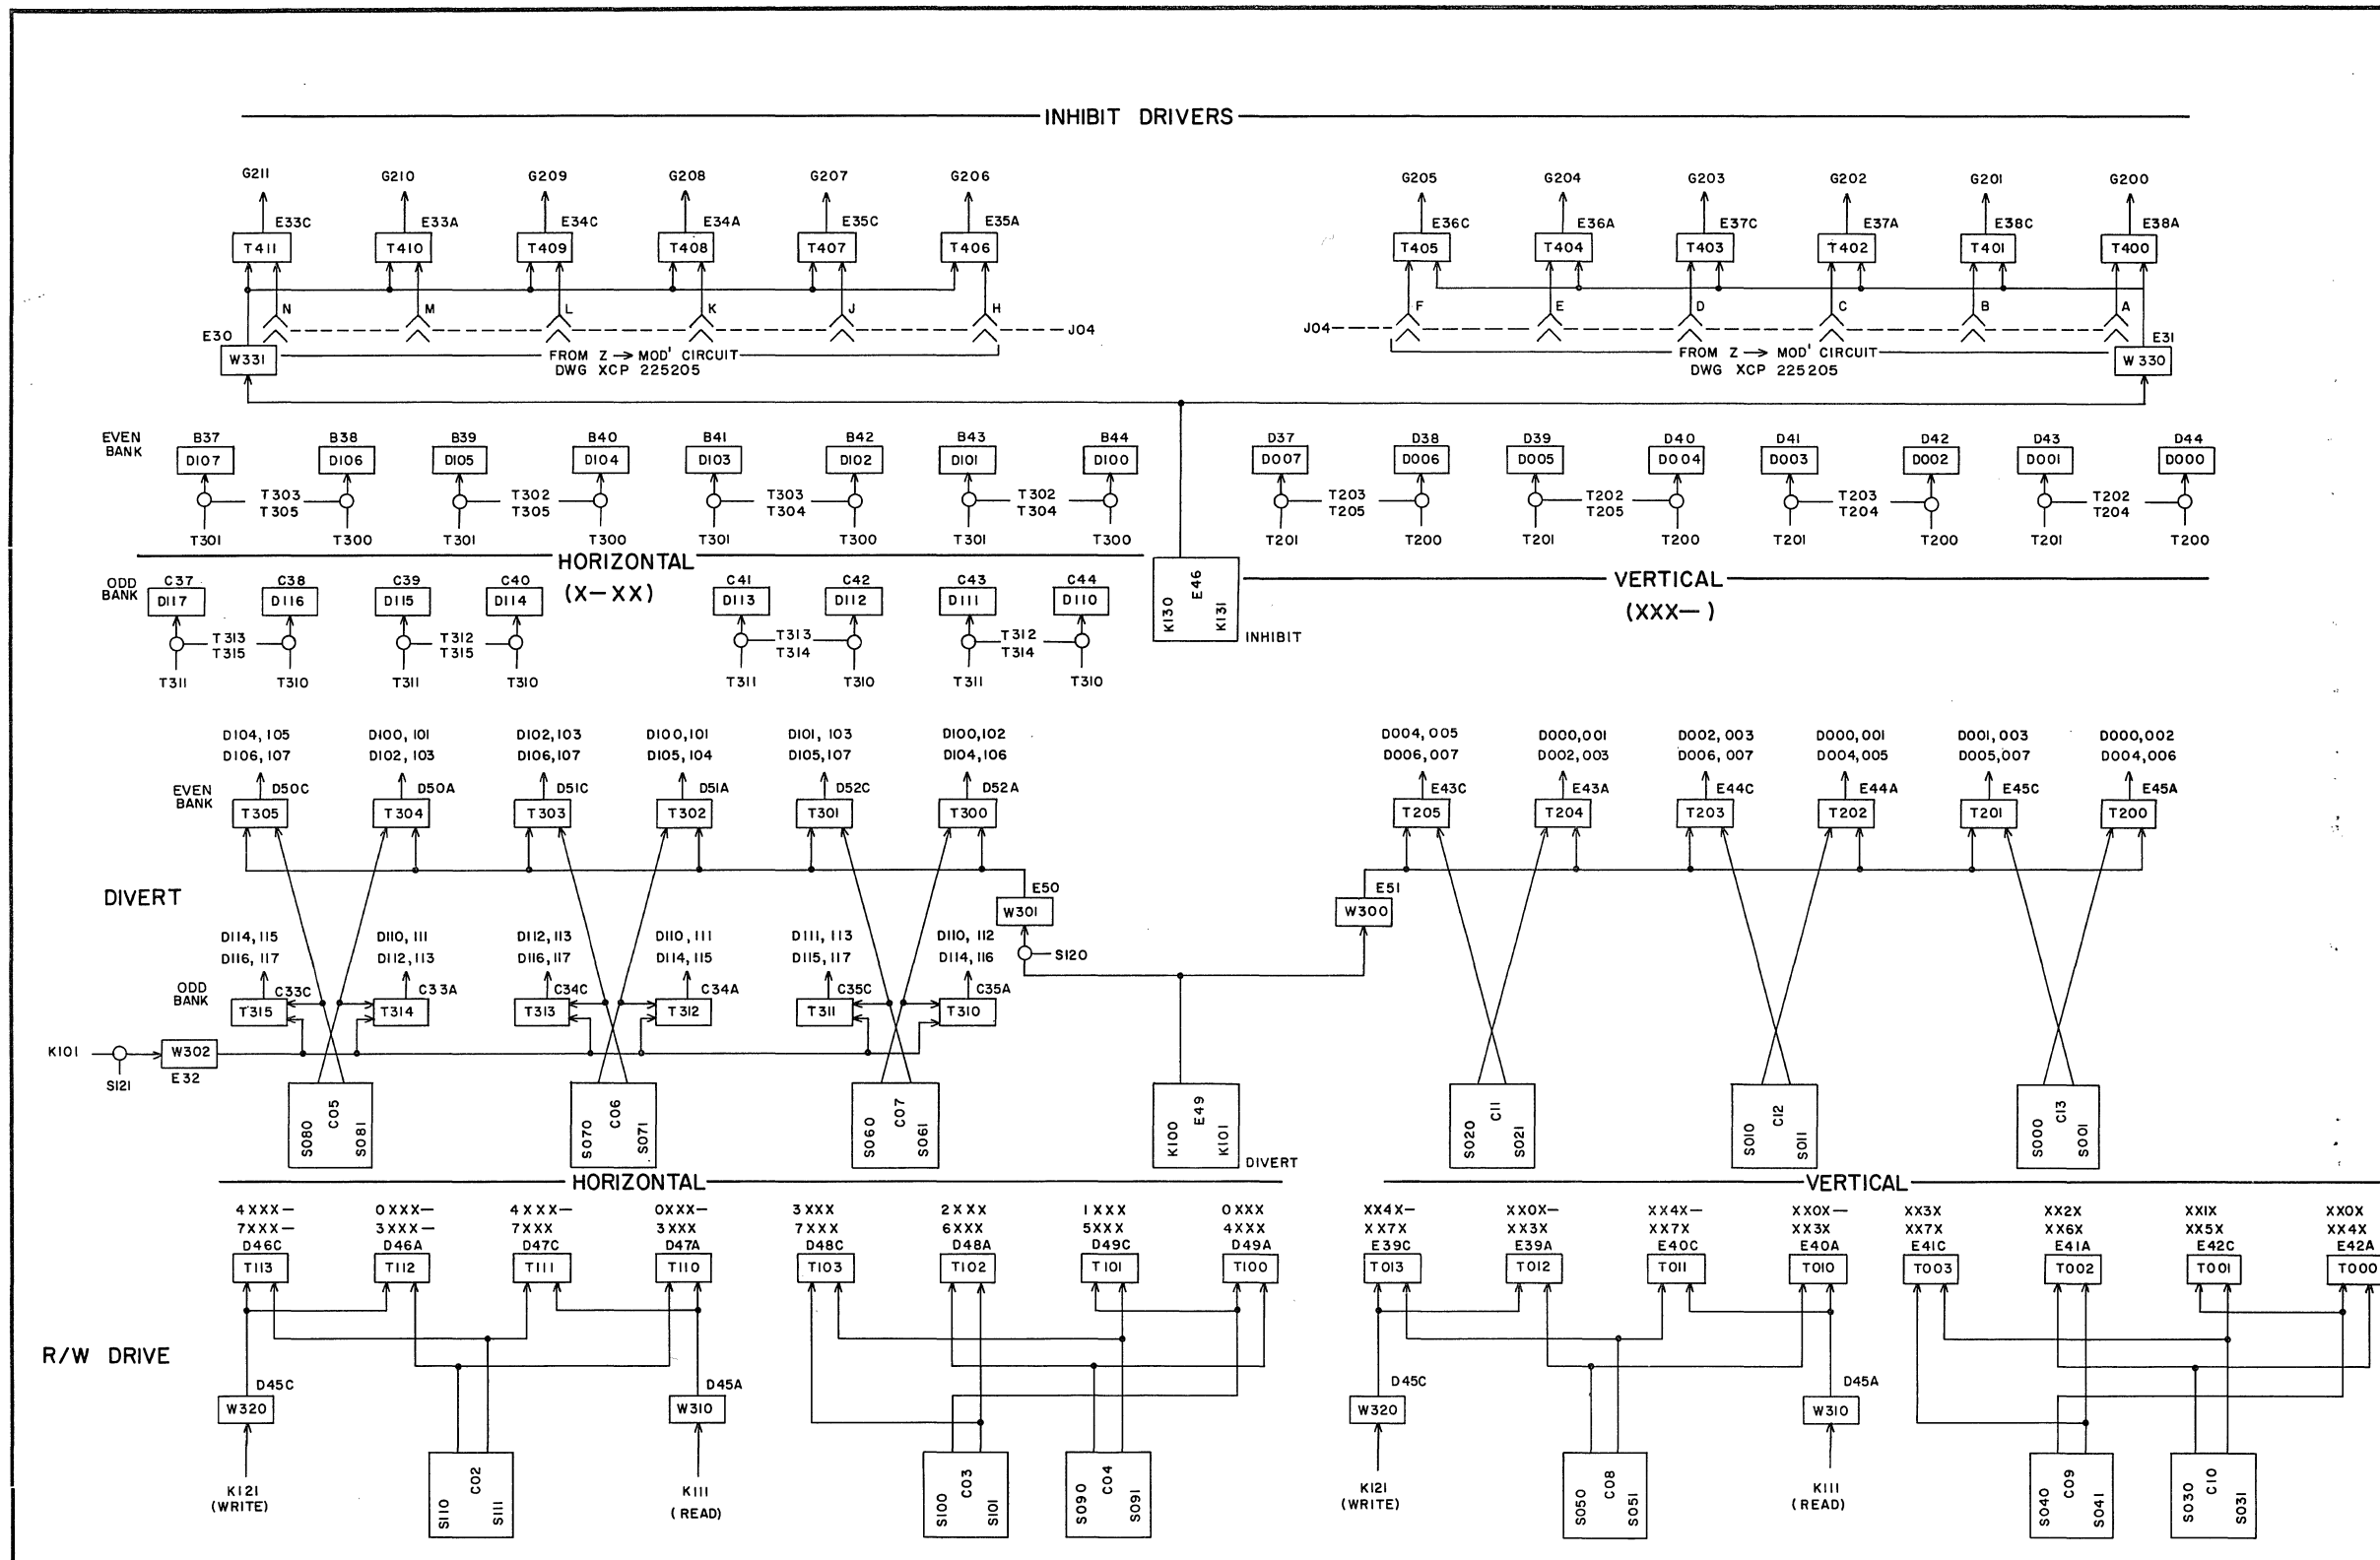 INHIBIT DRIVERS
G211 G210 G209 G208 G207 G206 G205 G204 G203 G202 G201 G200
E33C E33A E34C E34A E35C E35A E36C E36A E37C E37A E38C E38A
T411 T410 T409 T408 T407 T406 T405 T404 T403 T402 T401 T400
N M L K J H F E D C B A
J04 J04
E30 E31
W331 W330
FROM Z → MOD' CIRCUIT
DWG XCP 225205
FROM Z → MOD' CIRCUIT
DWG XCP 225205
EVEN
BANK
B37 B38 B39 B40 B41 B42 B43 B44 D37 D38 D39 D40 D41 D42 D43 D44
D107 D106 D105 D104 D103 D102 D101 D100 D007 D006 D005 D004 D003 D002 D001 D000
T303 T302 T303 T302 T203 T202 T203 T202
T305 T305 T304 T304 T205 T205 T204 T204
T301 T300 T301 T300 T301 T300 T301 T300 T201 T200 T201 T200 T201 T200 T201 T200
HORIZONTAL
(X—XX)
VERTICAL
(XXX—)
ODD
BANK
C37 C38 C39 C40 C41 C42 C43 C44
D117 D116 D115 D114 D113 D112 D111 D110
T313 T312 T313 T312
T315 T315 T314 T314
T311 T310 T311 T310 T311 T310 T311 T310
K130 E46 K131
INHIBIT
D104, 105 D100, 101 D102, 103 D100, 101 D101, 103 D100, 102 D004, 005 D000, 001 D002, 003 D000, 001 D001, 003 D000, 002
D106, 107 D102, 103 D106, 107 D105, 104 D105, 107 D104, 106 D006, 007 D002, 003 D006, 007 D004, 005 D005, 007 D004, 006
EVEN
BANK
D50C D50A D51C D51A D52C D52A E43C E43A E44C E44A E45C E45A
T305 T304 T303 T302 T301 T300 T205 T204 T203 T202 T201 T200
DIVERT
E50 E51
W301 W300
S120
D114, 115 D110, 111 D112, 113 D110, 111 D111, 113 D110, 112
D116, 117 D112, 113 D116, 117 D114, 115 D115, 117 D114, 116
ODD
BANK
C33C C33A C34C C34A C35C C35A
T315 T314 T313 T312 T311 T310
K101 W302
S121 E32
S080 C05 S081
S070 C06 S071
S060 C07 S061
K100 E49 K101
DIVERT
S020 C11 S021
S010 C12 S011
S000 C13 S001
HORIZONTAL VERTICAL
4XXX— 0XXX— 4XXX— 0XXX— 3XXX 2XXX 1XXX 0XXX XX4X— XX0X— XX4X— XX0X— XX3X XX2X XX1X XX0X
7XXX— 3XXX— 7XXX 3XXX 7XXX 6XXX 5XXX 4XXX XX7X XX3X XX7X XX3X XX7X XX6X XX5X XX4X
D46C D46A D47C D47A D48C D48A D49C D49A E39C E39A E40C E40A E41C E41A E42C E42A
T113 T112 T111 T110 T103 T102 T101 T100 T013 T012 T011 T010 T003 T002 T001 T000
R/W DRIVE
D45C D45A D45C D45A
W320 W310 W320 W310
K121
(WRITE)
S110 C02 S111
K111
(READ)
S100 C03 S101
S090 C04 S091
K121
(WRITE)
S050 C08 S051
K111
(READ)
S040 C09 S041
S030 C10 S031